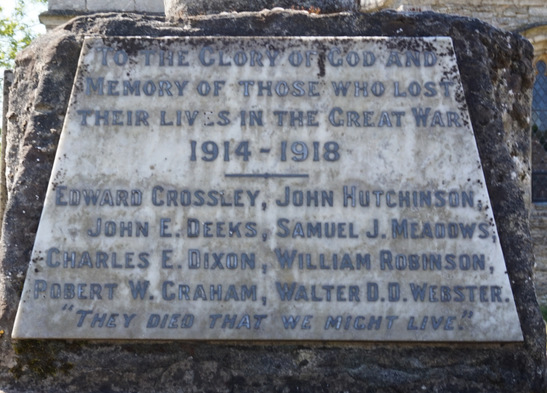 To the Glory of God and
Memory of those who lost
their lives in the Great War
1914-1918
Edward Crossley, John Hutchinson,
John E. Deeks, Samuel J. Meadows,
Charles E. Dixon, William Robinson,
Robert W. Graham, Walter D.D. Webster.
"They died that we might live."